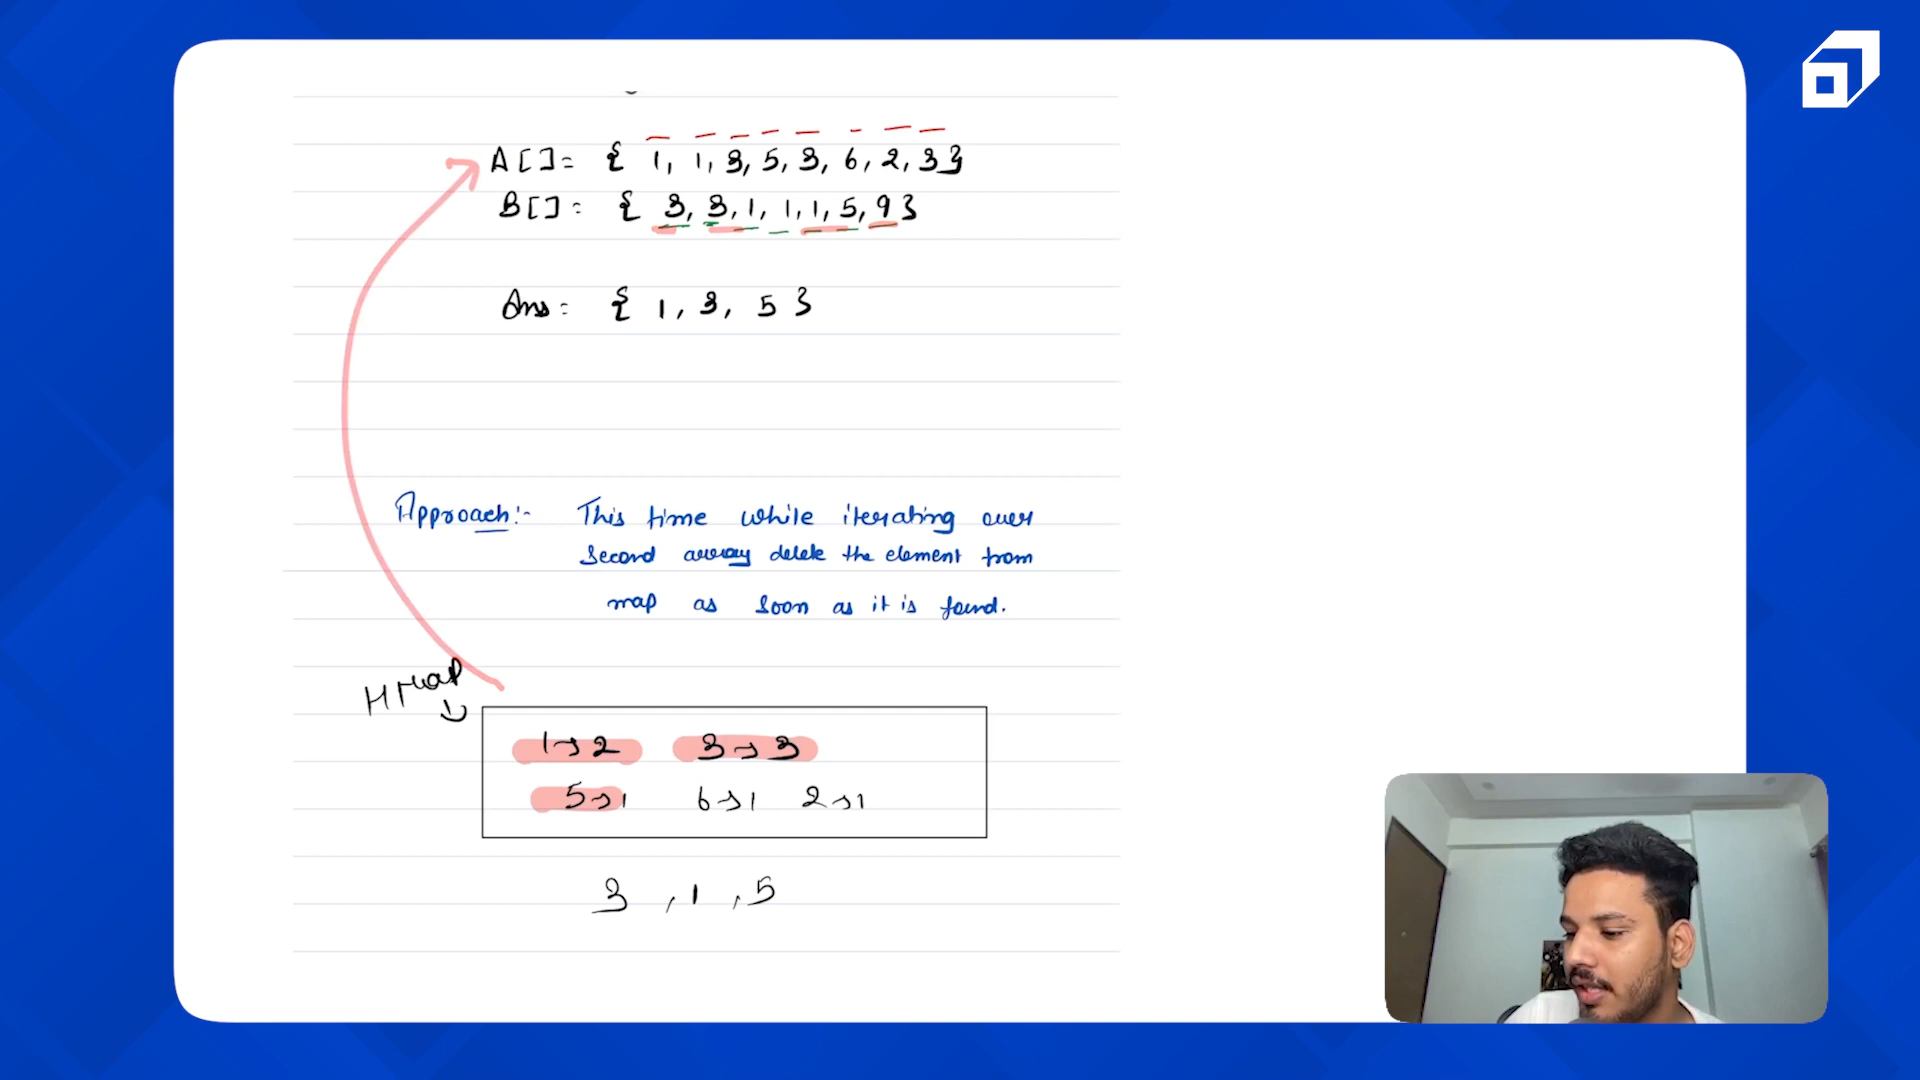 A[] = { 1, 1, 3, 5, 3, 6, 2, 3 }
B[] = { 3, 3, 1, 1, 1, 5, 9 }
Ans = { 1, 3, 5 }
Approach:- This time while iterating over
Second array delete the element from
map as soon as it is found.
HMap
1→2 3→3
5→1 6→1 2→1
3, 1, 5